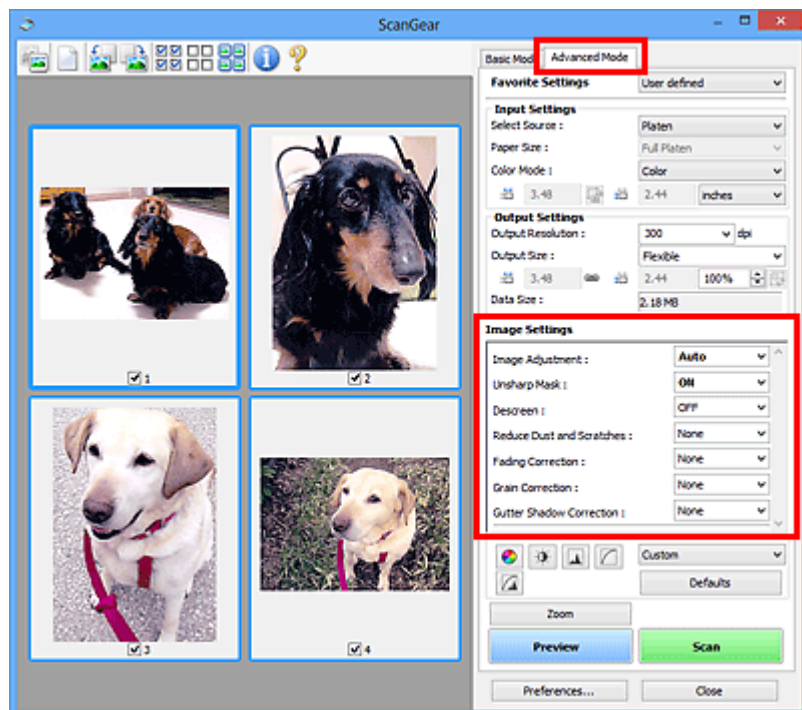 ScanGear
Basic Mode Advanced Mode
Favorite Settings User defined
Input Settings
Select Source : Platen
Paper Size : Full Platen
Color Mode : Color
3.48 2.44 inches
Output Settings
Output Resolution : 300 dpi
Output Size : Flexible
3.48 2.44 100%
Data Size : 2.18 MB
Image Settings
Image Adjustment : Auto
Unsharp Mask : ON
Descreen : OFF
Reduce Dust and Scratches : None
Fading Correction : None
Grain Correction : None
Gutter Shadow Correction : None
1
2
3
4
Custom
Defaults
Zoom
Preview Scan
Preferences... Close